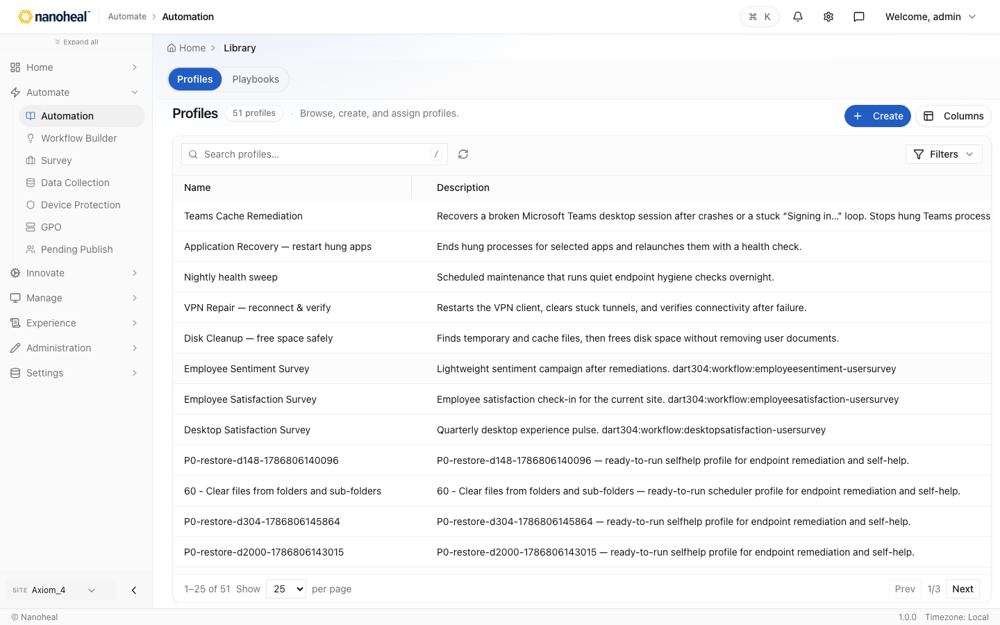 nanoheal™
Automate > Automation
⌘ K
Welcome, admin
Expand all
Home
Automate
Automation
Workflow Builder
Survey
Data Collection
Device Protection
GPO
Pending Publish
Innovate
Manage
Experience
Administration
Settings
SITE Axiom_4
Home > Library
Profiles
Playbooks
Profiles
51 profiles
· Browse, create, and assign profiles.
+ Create
Columns
Search profiles...
/
Filters
Name
Description
Teams Cache Remediation
Recovers a broken Microsoft Teams desktop session after crashes or a stuck “Signing in…” loop. Stops hung Teams process
Application Recovery — restart hung apps
Ends hung processes for selected apps and relaunches them with a health check.
Nightly health sweep
Scheduled maintenance that runs quiet endpoint hygiene checks overnight.
VPN Repair — reconnect & verify
Restarts the VPN client, clears stuck tunnels, and verifies connectivity after failure.
Disk Cleanup — free space safely
Finds temporary and cache files, then frees disk space without removing user documents.
Employee Sentiment Survey
Lightweight sentiment campaign after remediations. dart304:workflow:employeesentiment-usersurvey
Employee Satisfaction Survey
Employee satisfaction check-in for the current site. dart304:workflow:employeesatisfaction-usersurvey
Desktop Satisfaction Survey
Quarterly desktop experience pulse. dart304:workflow:desktopsatisfaction-usersurvey
P0-restore-d148-1786806140096
P0-restore-d148-1786806140096 — ready-to-run selfhelp profile for endpoint remediation and self-help.
60 - Clear files from folders and sub-folders
60 - Clear files from folders and sub-folders — ready-to-run scheduler profile for endpoint remediation and self-help.
P0-restore-d304-1786806145864
P0-restore-d304-1786806145864 — ready-to-run selfhelp profile for endpoint remediation and self-help.
P0-restore-d2000-1786806143015
P0-restore-d2000-1786806143015 — ready-to-run selfhelp profile for endpoint remediation and self-help.
1–25 of 51 Show 25 per page
Prev 1/3 Next
© Nanoheal
1.0.0 Timezone: Local